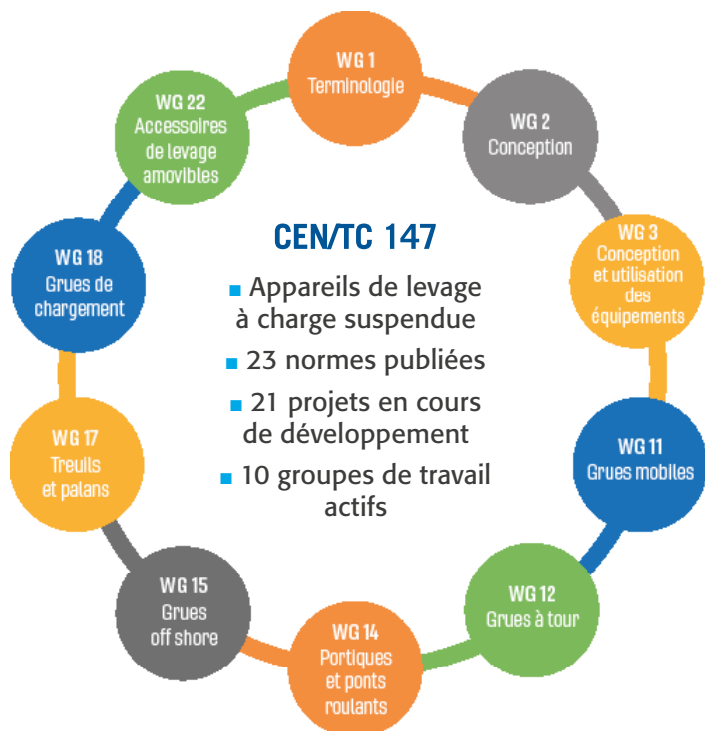 WG 1
Terminologie
WG 2
Conception
WG 3
Conception
et utilisation
des
équipements
WG 11
Grues mobiles
WG 12
Grues à tour
WG 14
Portiques
et ponts
roulants
WG 15
Grues
off shore
WG 17
Treuils
et palans
WG 18
Grues de
chargement
WG 22
Accessoires
de levage
amovibles
CEN/TC 147
▪ Appareils de levage
à charge suspendue
▪ 23 normes publiées
▪ 21 projets en cours
de développement
▪ 10 groupes de travail
actifs